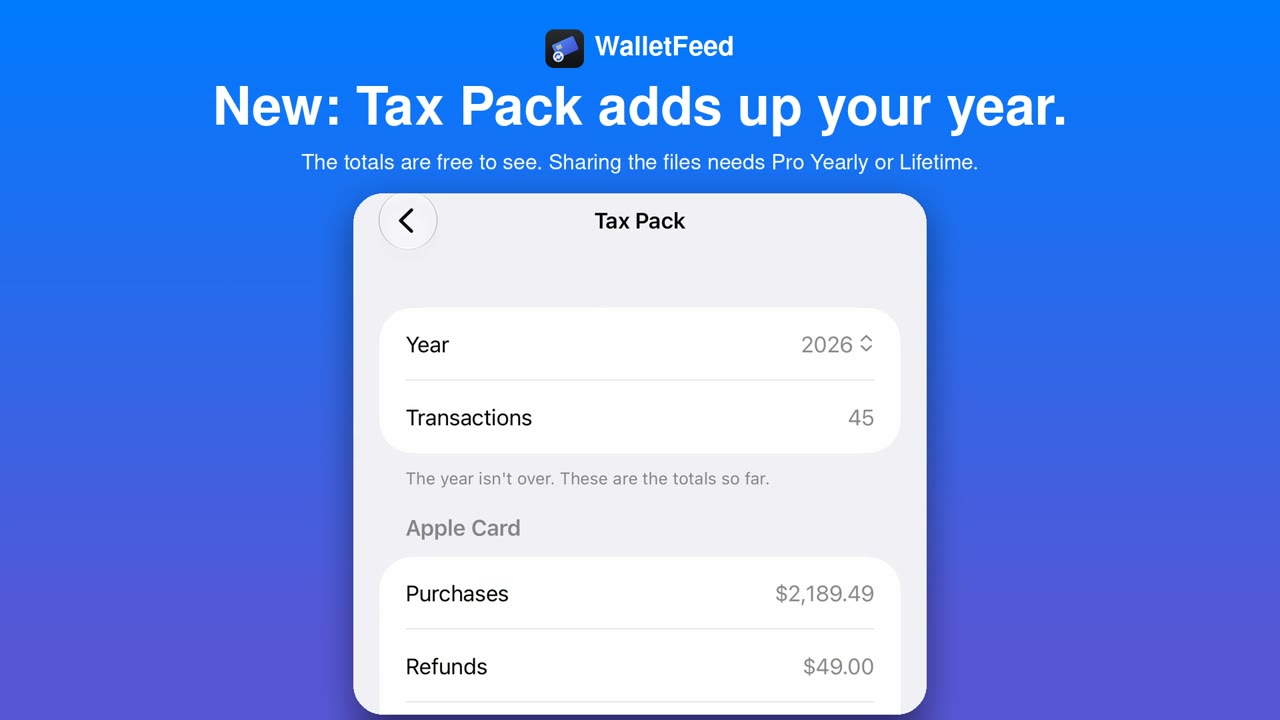 WalletFeed
New: Tax Pack adds up your year.
The totals are free to see. Sharing the files needs Pro Yearly or Lifetime.
Tax Pack
Year 2026
Transactions 45
The year isn't over. These are the totals so far.
Apple Card
Purchases $2,189.49
Refunds $49.00